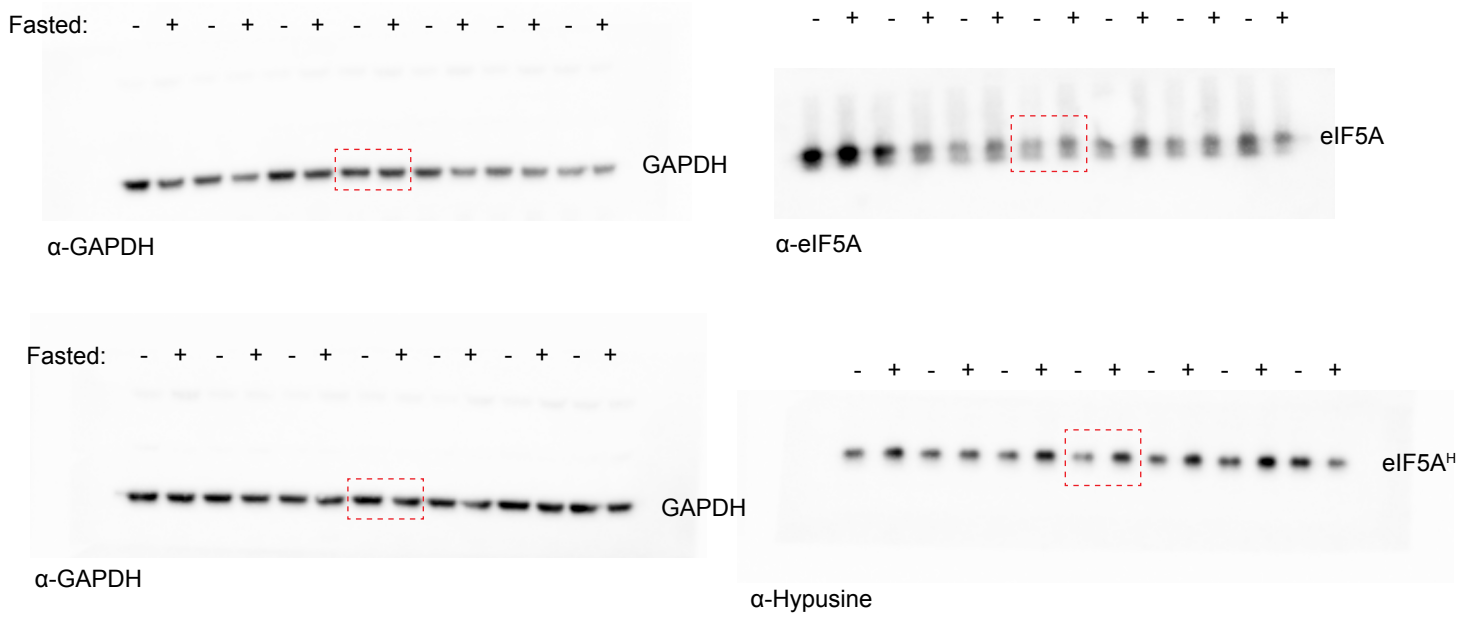 Fasted: - + - + - + - + - + - + - +
GAPDH
α-GAPDH
- + - + - + - + - + - + - +
eIF5A
α-eIF5A
Fasted: - + - + - + - + - + - + - +
GAPDH
α-GAPDH
- + - + - + - + - + - + - +
eIF5Aᴴ
α-Hypusine